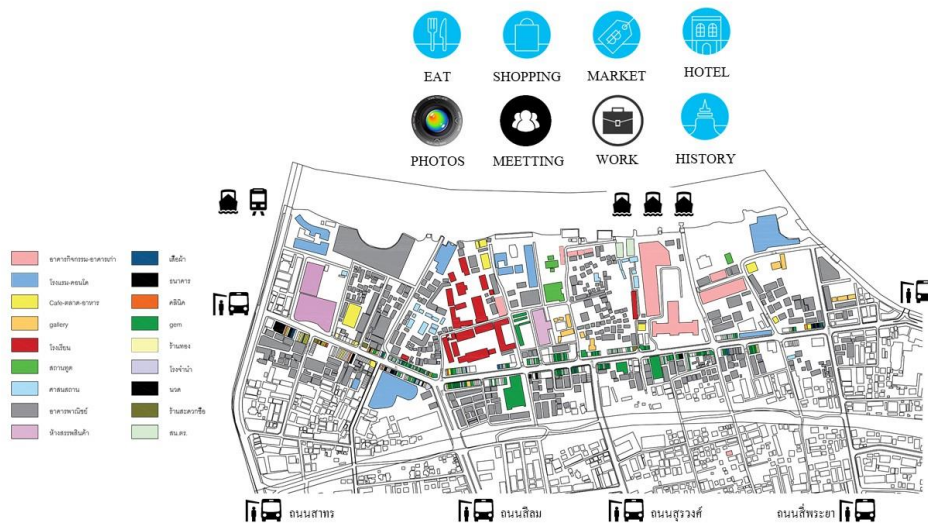 EAT SHOPPING MARKET HOTEL
PHOTOS MEETTING WORK HISTORY
อาคารกิจกรรม-อาคารเก่า
โรงแรม-คอนโด
Cafe-ตลาด-อาหาร
gallery
โรงเรียน
สถานทูต
ศาสนสถาน
อาคารพาณิชย์
ห้างสรรพสินค้า
เสื้อผ้า
ธนาคาร
คลินิค
gem
ร้านทอง
โรงจำนำ
นวด
ร้านสะดวกซื้อ
สน.ตร.
ถนนสาทร ถนนสีลม ถนนสุรวงศ์ ถนนสี่พระยา